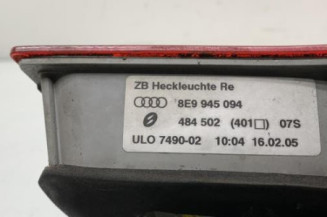 ZB Heckleuchte Re
8E9 945 094
484 502 (401□) 07S
ULO 7490-02 10:04 16.02.05